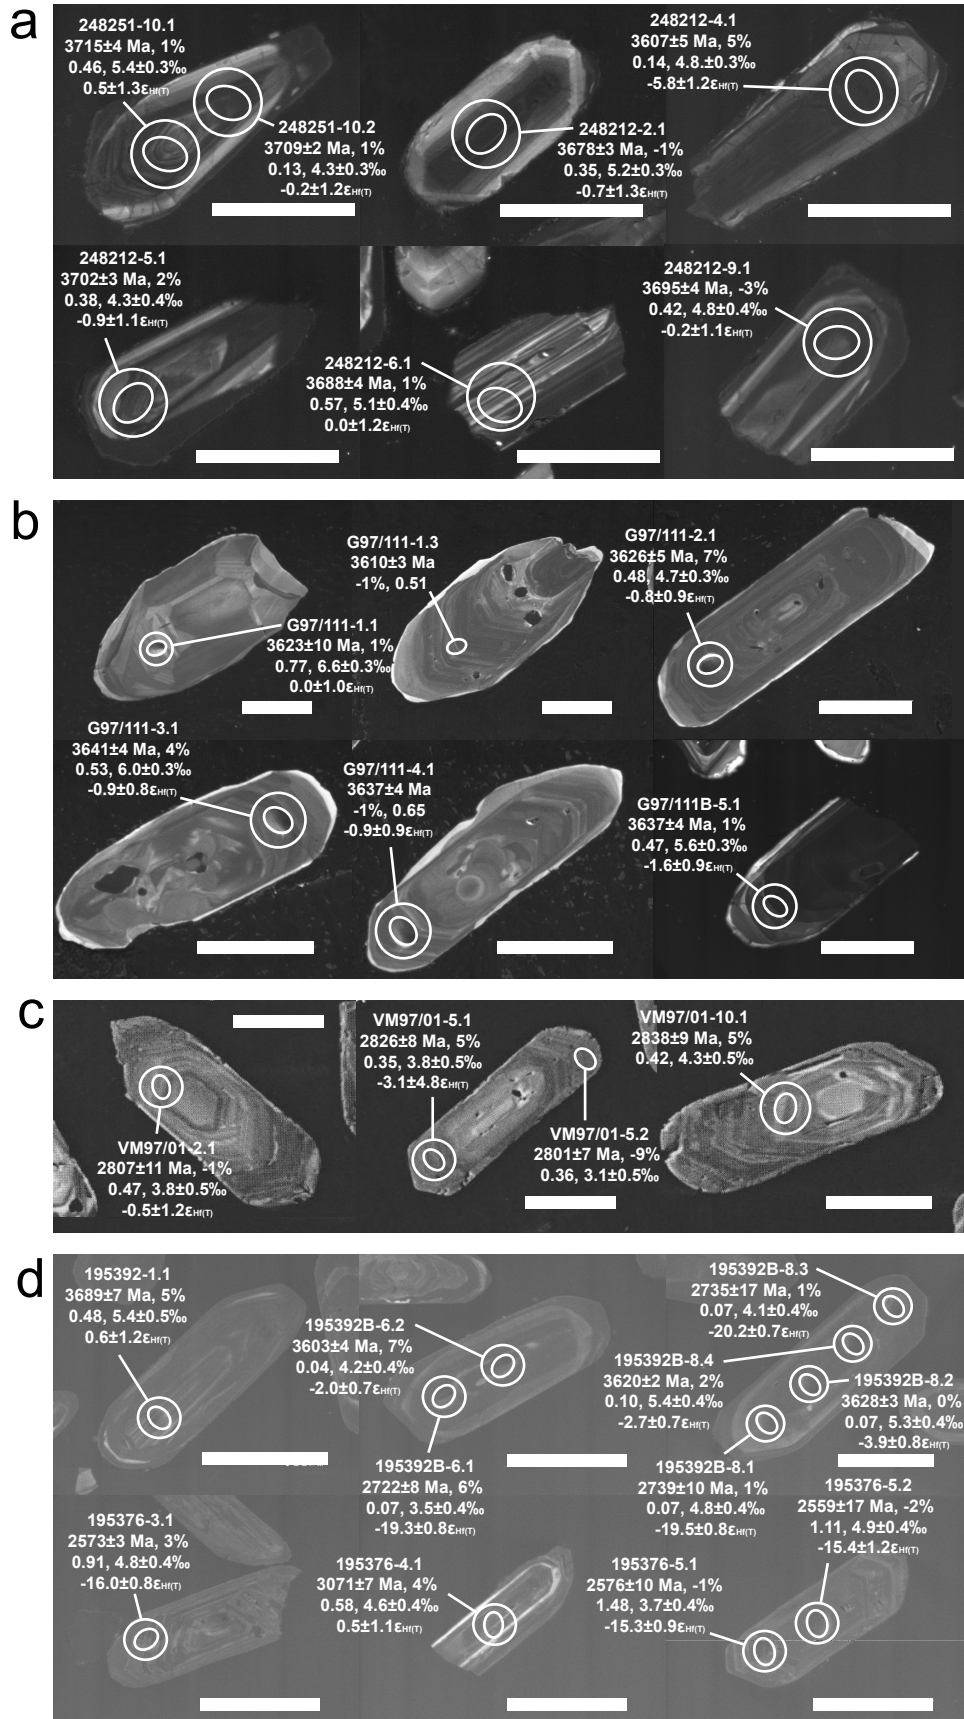 a
248251-10.1
3715±4 Ma, 1%
0.46, 5.4±0.3‰
0.5±1.3εHf(T)
248251-10.2
3709±2 Ma, 1%
0.13, 4.3±0.3‰
-0.2±1.2εHf(T)
248212-2.1
3678±3 Ma, -1%
0.35, 5.2±0.3‰
-0.7±1.3εHf(T)
248212-4.1
3607±5 Ma, 5%
0.14, 4.8.±0.3‰
-5.8±1.2εHf(T)
248212-5.1
3702±3 Ma, 2%
0.38, 4.3±0.4‰
-0.9±1.1εHf(T)
248212-6.1
3688±4 Ma, 1%
0.57, 5.1±0.4‰
0.0±1.2εHf(T)
248212-9.1
3695±4 Ma, -3%
0.42, 4.8±0.4‰
-0.2±1.1εHf(T)
b
G97/111-1.1
3623±10 Ma, 1%
0.77, 6.6±0.3‰
0.0±1.0εHf(T)
G97/111-1.3
3610±3 Ma
-1%, 0.51
G97/111-2.1
3626±5 Ma, 7%
0.48, 4.7±0.3‰
-0.8±0.9εHf(T)
G97/111-3.1
3641±4 Ma, 4%
0.53, 6.0±0.3‰
-0.9±0.8εHf(T)
G97/111-4.1
3637±4 Ma
-1%, 0.65
-0.9±0.9εHf(T)
G97/111B-5.1
3637±4 Ma, 1%
0.47, 5.6±0.3‰
-1.6±0.9εHf(T)
c
VM97/01-2.1
2807±11 Ma, -1%
0.47, 3.8±0.5‰
-0.5±1.2εHf(T)
VM97/01-5.1
2826±8 Ma, 5%
0.35, 3.8±0.5‰
-3.1±4.8εHf(T)
VM97/01-5.2
2801±7 Ma, -9%
0.36, 3.1±0.5‰
VM97/01-10.1
2838±9 Ma, 5%
0.42, 4.3±0.5‰
d
195392-1.1
3689±7 Ma, 5%
0.48, 5.4±0.5‰
0.6±1.2εHf(T)
195392B-6.2
3603±4 Ma, 7%
0.04, 4.2±0.4‰
-2.0±0.7εHf(T)
195392B-6.1
2722±8 Ma, 6%
0.07, 3.5±0.4‰
-19.3±0.8εHf(T)
195392B-8.3
2735±17 Ma, 1%
0.07, 4.1±0.4‰
-20.2±0.7εHf(T)
195392B-8.4
3620±2 Ma, 2%
0.10, 5.4±0.4‰
-2.7±0.7εHf(T)
195392B-8.2
3628±3 Ma, 0%
0.07, 5.3±0.4‰
-3.9±0.8εHf(T)
195392B-8.1
2739±10 Ma, 1%
0.07, 4.8±0.4‰
-19.5±0.8εHf(T)
195376-3.1
2573±3 Ma, 3%
0.91, 4.8±0.4‰
-16.0±0.8εHf(T)
195376-4.1
3071±7 Ma, 4%
0.58, 4.6±0.4‰
0.5±1.1εHf(T)
195376-5.1
2576±10 Ma, -1%
1.48, 3.7±0.4‰
-15.3±0.9εHf(T)
195376-5.2
2559±17 Ma, -2%
1.11, 4.9±0.4‰
-15.4±1.2εHf(T)